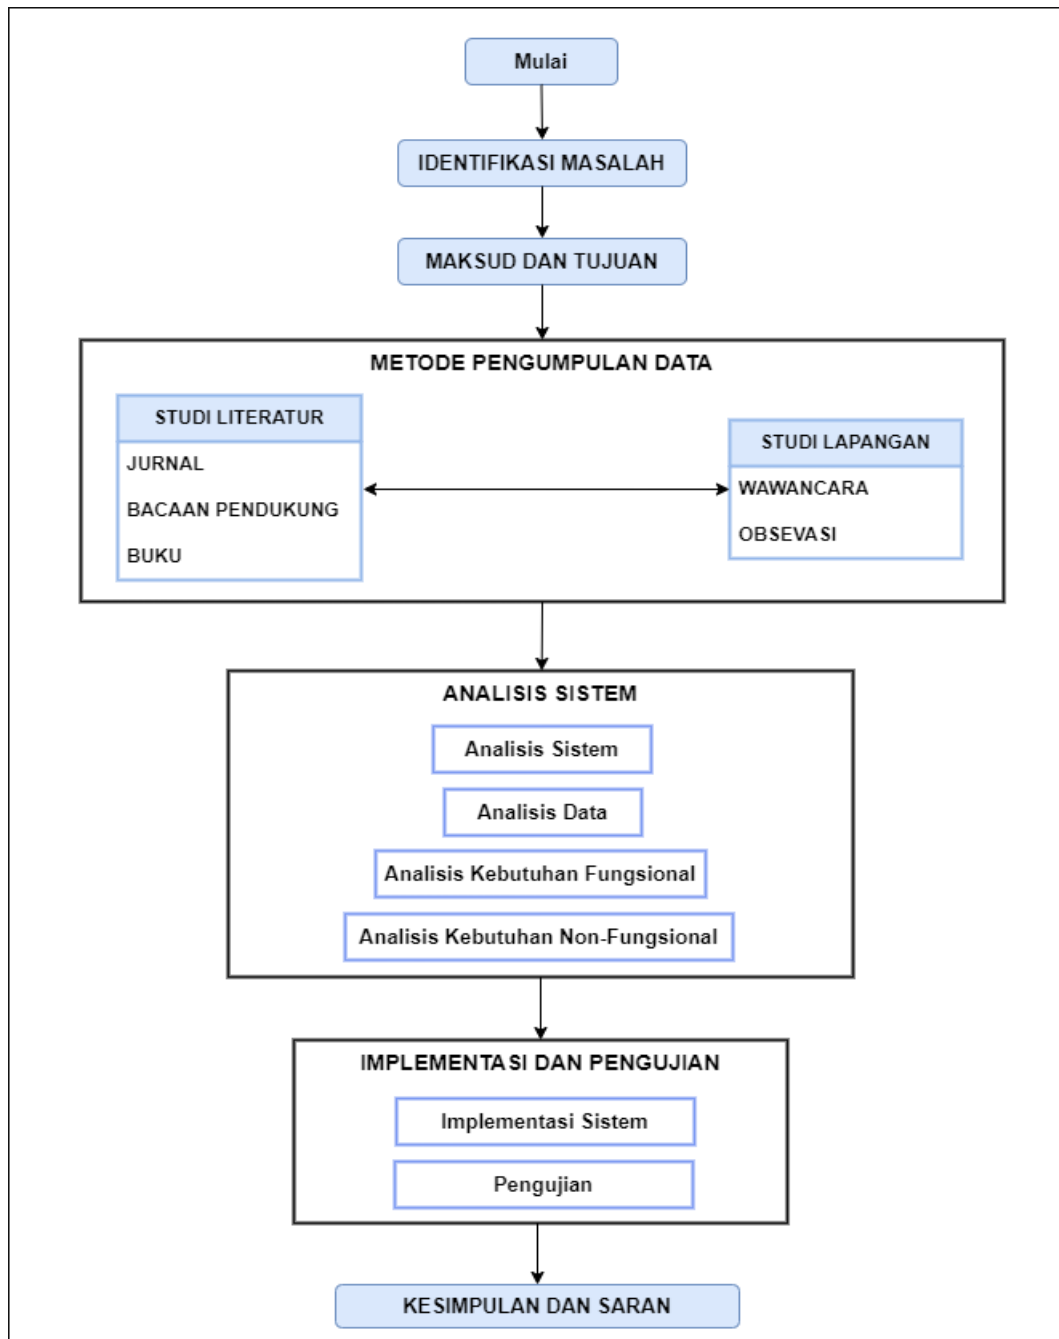 Mulai
IDENTIFIKASI MASALAH
MAKSUD DAN TUJUAN
METODE PENGUMPULAN DATA
STUDI LITERATUR
JURNAL
BACAAN PENDUKUNG
BUKU
STUDI LAPANGAN
WAWANCARA
OBSEVASI
ANALISIS SISTEM
Analisis Sistem
Analisis Data
Analisis Kebutuhan Fungsional
Analisis Kebutuhan Non-Fungsional
IMPLEMENTASI DAN PENGUJIAN
Implementasi Sistem
Pengujian
KESIMPULAN DAN SARAN